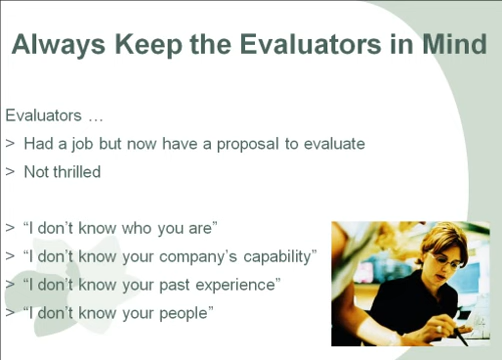 Always Keep the Evaluators in Mind
Evaluators …
> Had a job but now have a proposal to evaluate
> Not thrilled
> “I don’t know who you are”
> “I don’t know your company’s capability”
> “I don’t know your past experience”
> “I don’t know your people”